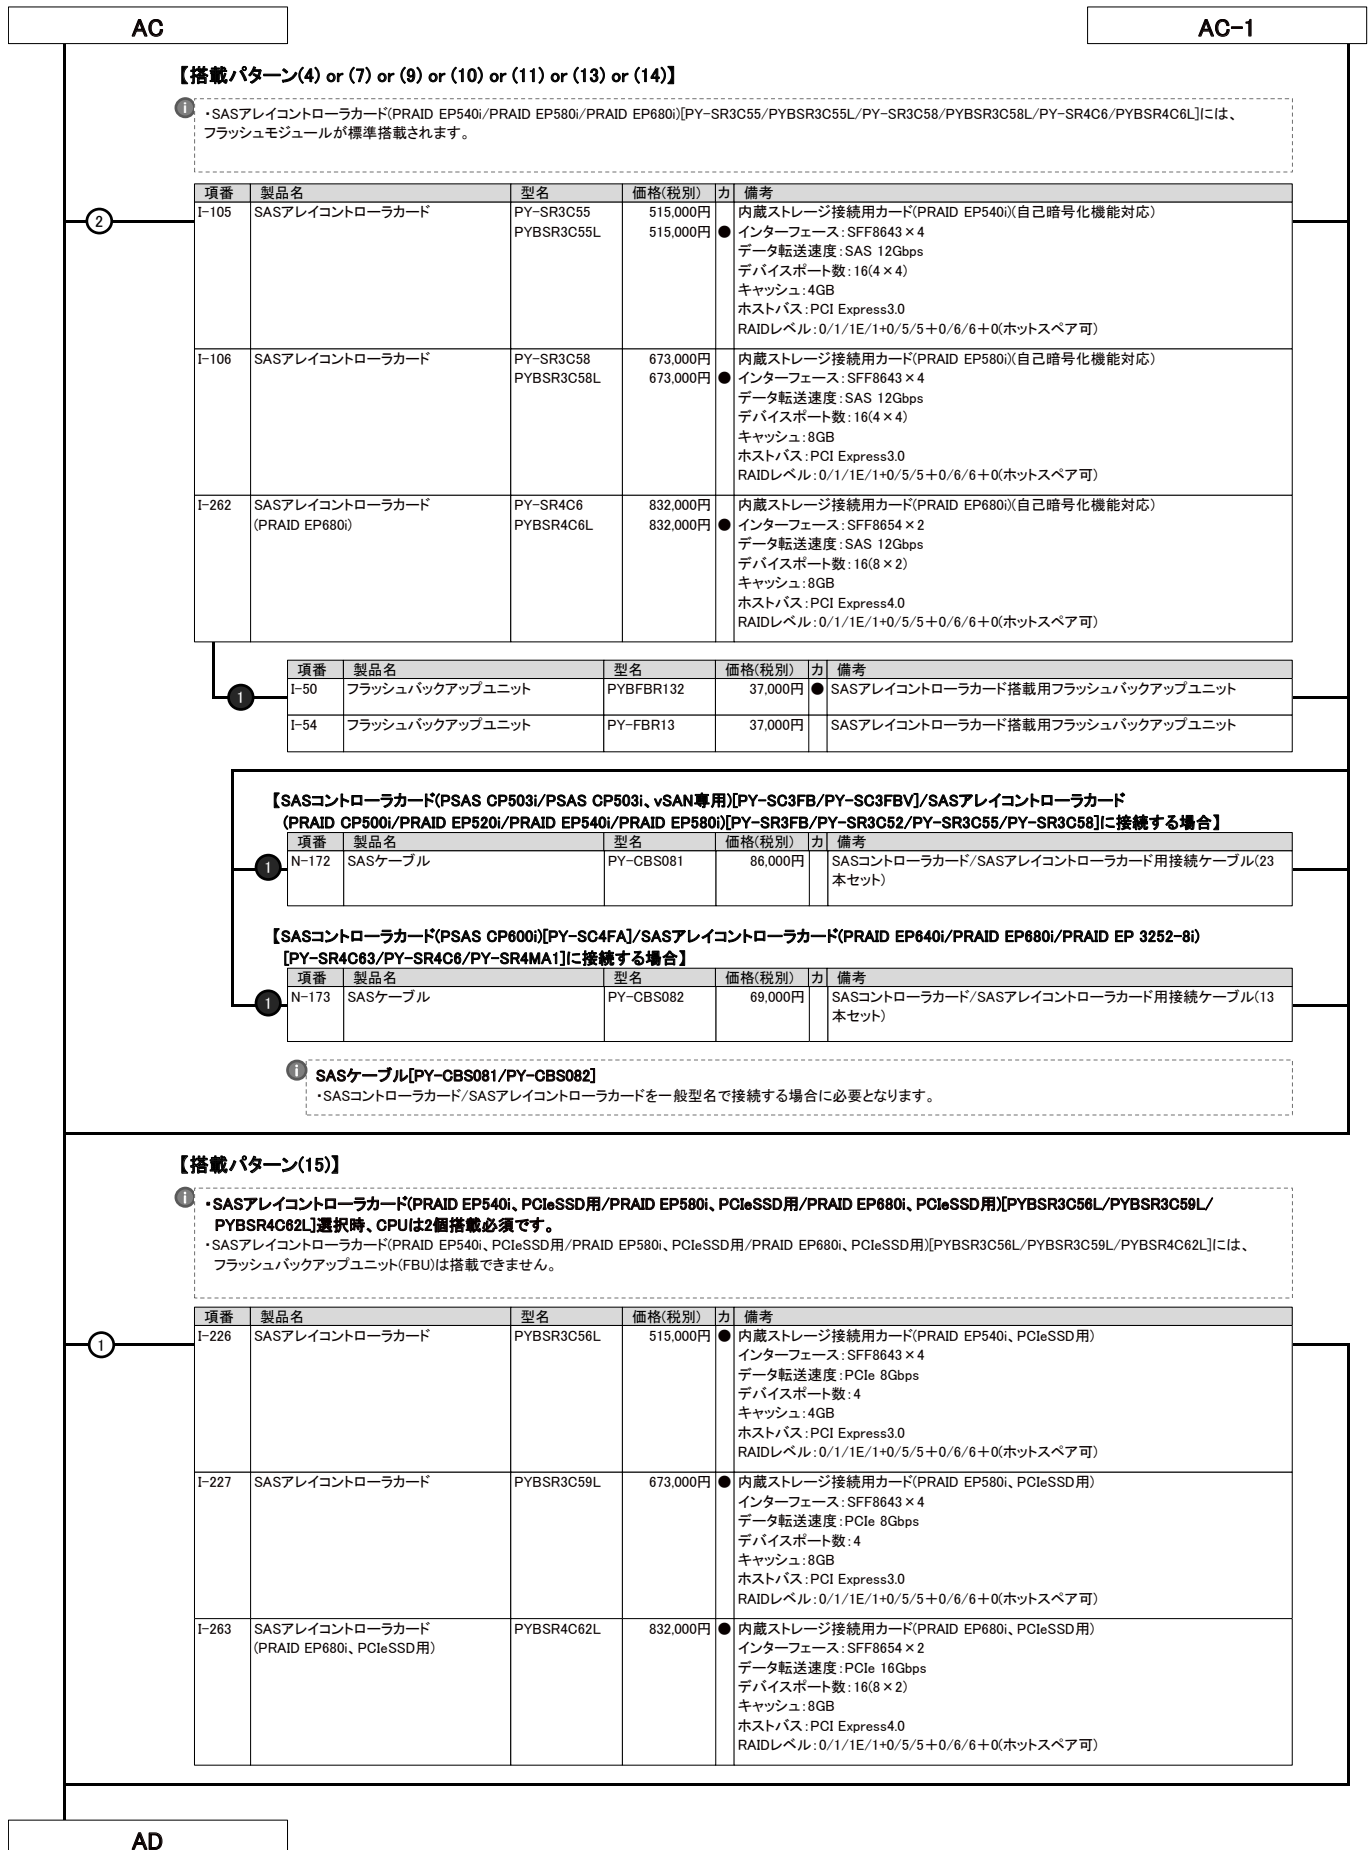 AC
AC-1
【搭載パターン(4) or (7) or (9) or (10) or (11) or (13) or (14)】
・SASアレイコントローラカード(PRAID EP540i/PRAID EP580i/PRAID EP680i)[PY-SR3C55/PYBSR3C55L/PY-SR3C58/PYBSR3C58L/PY-SR4C6/PYBSR4C6L]には、
フラッシュモジュールが標準搭載されます。
項番 製品名 型名 価格(税別) カ 備考
2
I-105 SASアレイコントローラカード PY-SR3C55 515,000円 内蔵ストレージ接続用カード(PRAID EP540i)(自己暗号化機能対応)
PYBSR3C55L 515,000円 ● インターフェース:SFF8643×4
データ転送速度:SAS 12Gbps
デバイスポート数:16(4×4)
キャッシュ:4GB
ホストバス:PCI Express3.0
RAIDレベル:0/1/1E/1+0/5/5+0/6/6+0(ホットスペア可)
I-106 SASアレイコントローラカード PY-SR3C58 673,000円 内蔵ストレージ接続用カード(PRAID EP580i)(自己暗号化機能対応)
PYBSR3C58L 673,000円 ● インターフェース:SFF8643×4
データ転送速度:SAS 12Gbps
デバイスポート数:16(4×4)
キャッシュ:8GB
ホストバス:PCI Express3.0
RAIDレベル:0/1/1E/1+0/5/5+0/6/6+0(ホットスペア可)
I-262 SASアレイコントローラカード PY-SR4C6 832,000円 内蔵ストレージ接続用カード(PRAID EP680i)(自己暗号化機能対応)
(PRAID EP680i) PYBSR4C6L 832,000円 ● インターフェース:SFF8654×2
データ転送速度:SAS 12Gbps
デバイスポート数:16(8×2)
キャッシュ:8GB
ホストバス:PCI Express4.0
RAIDレベル:0/1/1E/1+0/5/5+0/6/6+0(ホットスペア可)
項番 製品名 型名 価格(税別) カ 備考
1
I-50 フラッシュバックアップユニット PYBFBR132 37,000円 ● SASアレイコントローラカード搭載用フラッシュバックアップユニット
I-54 フラッシュバックアップユニット PY-FBR13 37,000円 SASアレイコントローラカード搭載用フラッシュバックアップユニット
【SASコントローラカード(PSAS CP503i/PSAS CP503i、vSAN専用)[PY-SC3FB/PY-SC3FBV]/SASアレイコントローラカード
(PRAID CP500i/PRAID EP520i/PRAID EP540i/PRAID EP580i)[PY-SR3FB/PY-SR3C52/PY-SR3C55/PY-SR3C58]に接続する場合】
項番 製品名 型名 価格(税別) カ 備考
1
N-172 SASケーブル PY-CBS081 86,000円 SASコントローラカード/SASアレイコントローラカード用接続ケーブル(23
本セット)
【SASコントローラカード(PSAS CP600i)[PY-SC4FA]/SASアレイコントローラカード(PRAID EP640i/PRAID EP680i/PRAID EP 3252-8i)
[PY-SR4C63/PY-SR4C6/PY-SR4MA1]に接続する場合】
項番 製品名 型名 価格(税別) カ 備考
1
N-173 SASケーブル PY-CBS082 69,000円 SASコントローラカード/SASアレイコントローラカード用接続ケーブル(13
本セット)
SASケーブル[PY-CBS081/PY-CBS082]
・SASコントローラカード/SASアレイコントローラカードを一般型名で接続する場合に必要となります。
【搭載パターン(15)】
・SASアレイコントローラカード(PRAID EP540i、PCIeSSD用/PRAID EP580i、PCIeSSD用/PRAID EP680i、PCIeSSD用)[PYBSR3C56L/PYBSR3C59L/
PYBSR4C62L]選択時、CPUは2個搭載必須です。
・SASアレイコントローラカード(PRAID EP540i、PCIeSSD用/PRAID EP580i、PCIeSSD用/PRAID EP680i、PCIeSSD用)[PYBSR3C56L/PYBSR3C59L/PYBSR4C62L]には、
フラッシュバックアップユニット(FBU)は搭載できません。
項番 製品名 型名 価格(税別) カ 備考
1
I-226 SASアレイコントローラカード PYBSR3C56L 515,000円 ● 内蔵ストレージ接続用カード(PRAID EP540i、PCIeSSD用)
インターフェース:SFF8643×4
データ転送速度:PCIe 8Gbps
デバイスポート数:4
キャッシュ:4GB
ホストバス:PCI Express3.0
RAIDレベル:0/1/1E/1+0/5/5+0/6/6+0(ホットスペア可)
I-227 SASアレイコントローラカード PYBSR3C59L 673,000円 ● 内蔵ストレージ接続用カード(PRAID EP580i、PCIeSSD用)
インターフェース:SFF8643×4
データ転送速度:PCIe 8Gbps
デバイスポート数:4
キャッシュ:8GB
ホストバス:PCI Express3.0
RAIDレベル:0/1/1E/1+0/5/5+0/6/6+0(ホットスペア可)
I-263 SASアレイコントローラカード PYBSR4C62L 832,000円 ● 内蔵ストレージ接続用カード(PRAID EP680i、PCIeSSD用)
(PRAID EP680i、PCIeSSD用) インターフェース:SFF8654×2
データ転送速度:PCIe 16Gbps
デバイスポート数:16(8×2)
キャッシュ:8GB
ホストバス:PCI Express4.0
RAIDレベル:0/1/1E/1+0/5/5+0/6/6+0(ホットスペア可)
AD